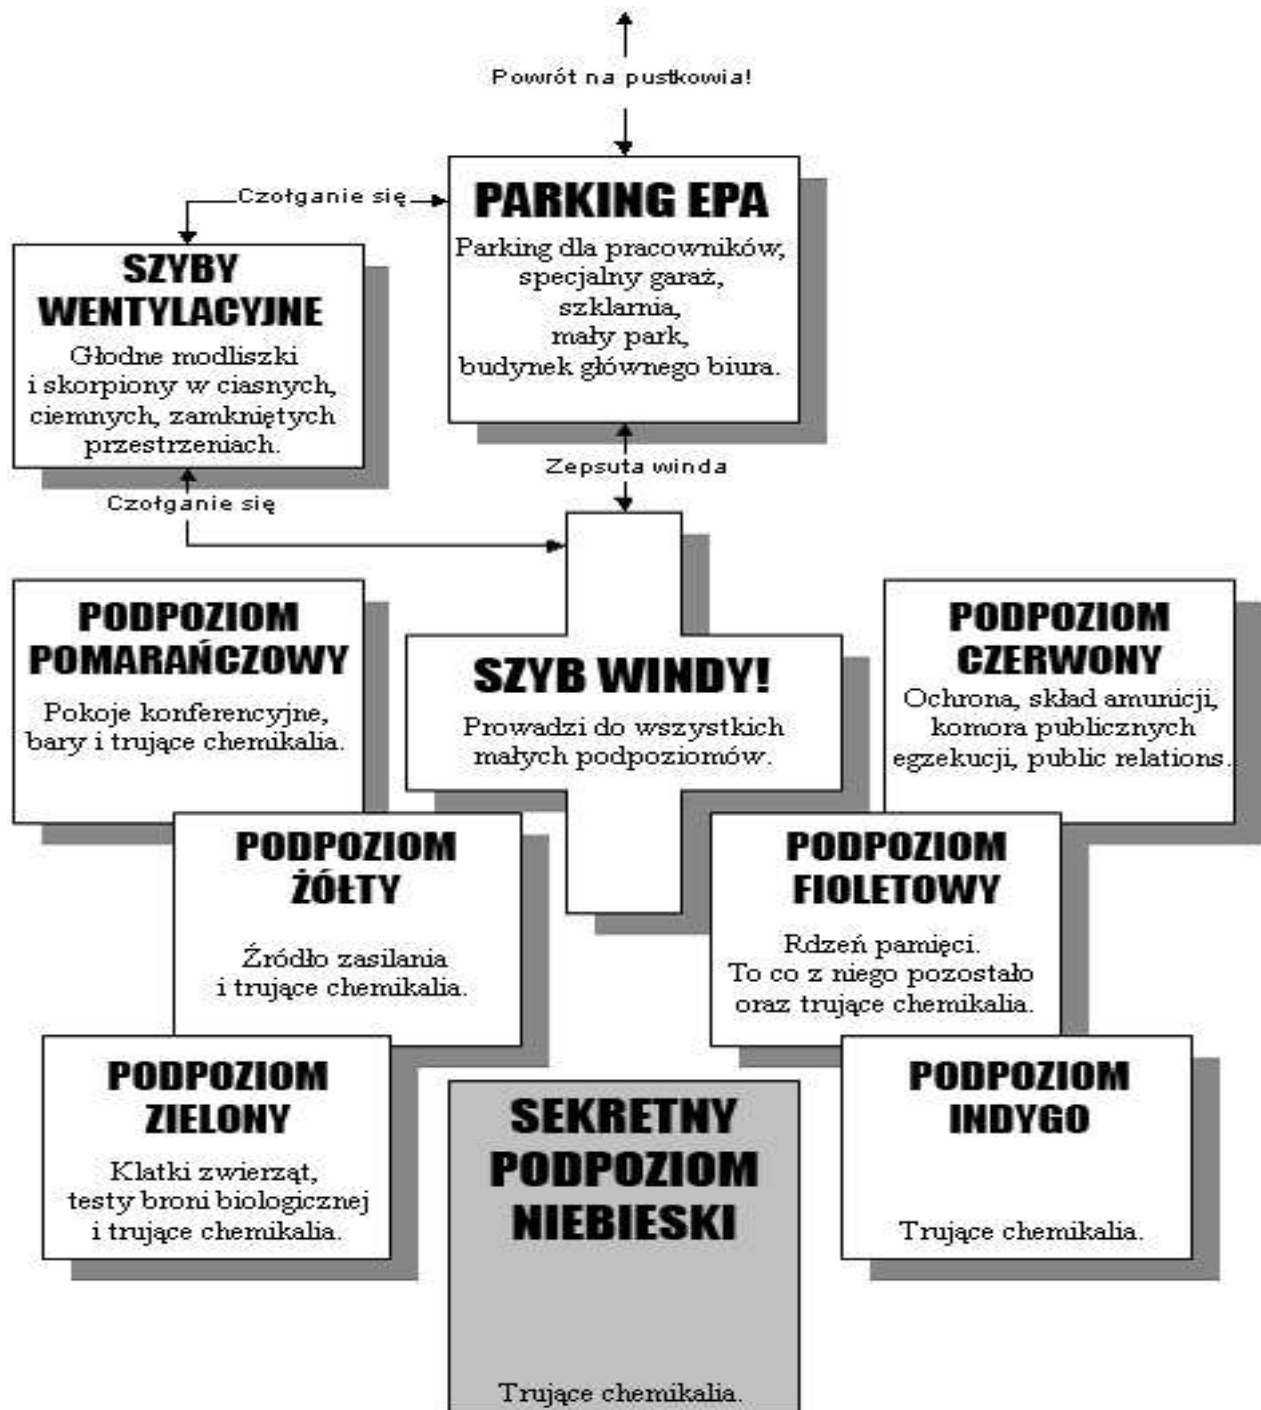 Powrót na pustkowia!
Czołganie się
PARKING EPA
Parking dla pracowników,
specjalny garaż,
szklarnia,
mały park,
budynek głównego biura.
SZYBY
WENTYLACYJNE
Głodne modliszki
i skorpiony w ciasnych,
ciemnych, zamkniętych
przestrzeniach.
Zepsuta winda
Czołganie się
PODPOZIOM
POMARAŃCZOWY
Pokoje konferencyjne,
bary i trujące chemikalia.
SZYB WINDY!
Prowadzi do wszystkich
małych podpoziomów.
PODPOZIOM
CZERWONY
Ochrona, skład amunicji,
komora publicznych
egzekucji, public relations.
PODPOZIOM
ŻÓŁTY
Źródło zasilania
i trujące chemikalia.
PODPOZIOM
FIOLETOWY
Rdzeń pamięci.
To co z niego pozostało
oraz trujące chemikalia.
PODPOZIOM
ZIELONY
Klatki zwierząt,
testy broni biologicznej
i trujące chemikalia.
SEKRETNY
PODPOZIOM
NIEBIESKI
Trujące chemikalia.
PODPOZIOM
INDYGO
Trujące chemikalia.